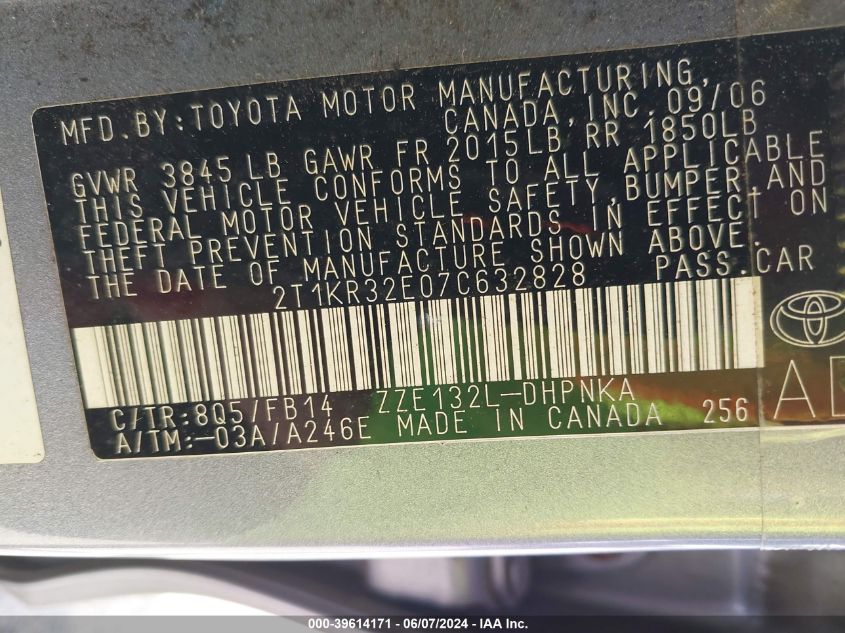 MFD.BY:TOYOTA MOTOR MANUFACTURING,
CANADA, INC. 09/06
GVWR 3845 LB GAWR FR 2015LB RR 1850LB
THIS VEHICLE CONFORMS TO ALL APPLICABLE
FEDERAL MOTOR VEHICLE SAFETY, BUMPER, AND
THEFT PREVENTION STANDARDS IN EFFECT ON
THE DATE OF MANUFACTURE SHOWN ABOVE.
2T1KR32E07C632828 PASS.CAR
C/TR:8Q5/FB14 ZZE132L-DHPNKA
A/TM:-03A/A246E MADE IN CANADA 256
000-39614171 - 06/07/2024 - IAA Inc.